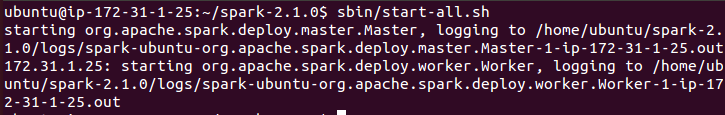 ubuntu@ip-172-31-1-25:~/spark-2.1.0$ sbin/start-all.sh
starting org.apache.spark.deploy.master.Master, logging to /home/ubuntu/spark-2.
1.0/logs/spark-ubuntu-org.apache.spark.deploy.master.Master-1-ip-172-31-1-25.out
172.31.1.25: starting org.apache.spark.deploy.worker.Worker, logging to /home/ub
untu/spark-2.1.0/logs/spark-ubuntu-org.apache.spark.deploy.worker.Worker-1-ip-17
2-31-1-25.out